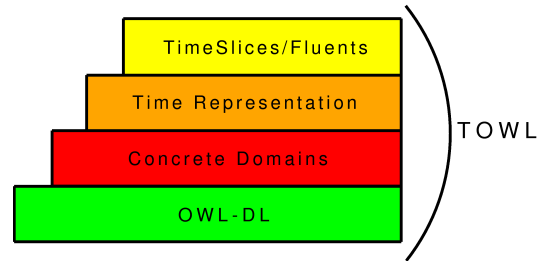 TimeSlices/Fluents
Time Representation
TOWL
Concrete Domains
OWL-DL